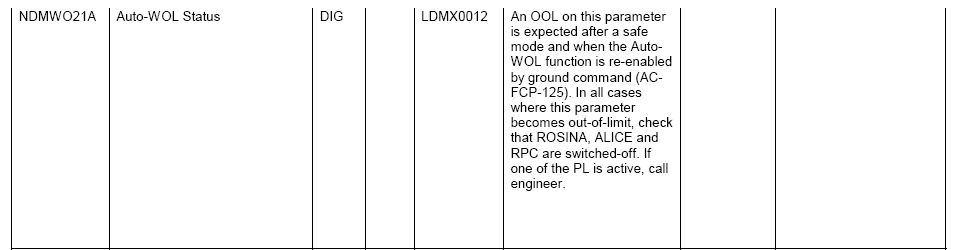 NDMWO21A
Auto-WOL Status
DIG
LDMX0012
An OOL on this parameter
is expected after a safe
mode and when the Auto-
WOL function is re-enabled
by ground command (AC-
FCP-125). In all cases
where this parameter
becomes out-of-limit, check
that ROSINA, ALICE and
RPC are switched-off. If
one of the PL is active, call
engineer.